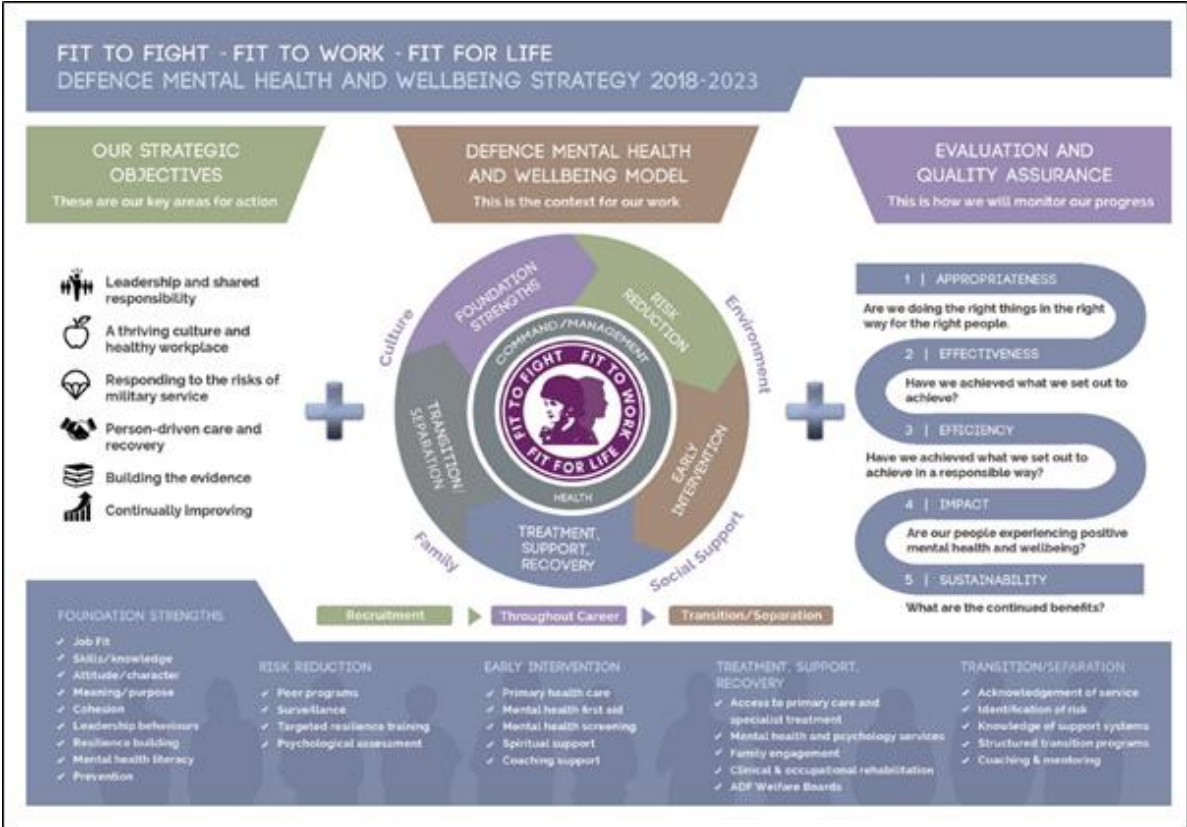 FIT TO FIGHT - FIT TO WORK - FIT FOR LIFE
DEFENCE MENTAL HEALTH AND WELLBEING STRATEGY 2018-2023
OUR STRATEGIC
OBJECTIVES
These are our key areas for action
Leadership and shared
responsibility
A thriving culture and
healthy workplace
Responding to the risks of
military service
Person-driven care and
recovery
Building the evidence
Continually Improving
DEFENCE MENTAL HEALTH
AND WELLBEING MODEL
This is the context for our work
Culture
Environment
Family
Social Support
FOUNDATION
STRENGTHS
RISK
REDUCTION
EARLY
INTERVENTION
TREATMENT,
SUPPORT,
RECOVERY
TRANSITION/
SEPARATION
COMMAND/MANAGEMENT
HEALTH
FIT TO FIGHT FIT TO WORK
FIT FOR LIFE
Recruitment
Throughout Career
Transition/Separation
EVALUATION AND
QUALITY ASSURANCE
This is how we will monitor our progress
1 | APPROPRIATENESS
Are we doing the right things in the right
way for the right people.
2 | EFFECTIVENESS
Have we achieved what we set out to
achieve?
3 | EFFICIENCY
Have we achieved what we set out to
achieve in a responsible way?
4 | IMPACT
Are our people experiencing positive
mental health and wellbeing?
5 | SUSTAINABILITY
What are the continued benefits?
FOUNDATION STRENGTHS
✓ Job Fit
✓ Skills/knowledge
✓ Attitude/character
✓ Meaning/purpose
✓ Cohesion
✓ Leadership behaviours
✓ Resilience building
✓ Mental health literacy
✓ Prevention
RISK REDUCTION
✓ Peer programs
✓ Surveillance
✓ Targeted resilience training
✓ Psychological assessment
EARLY INTERVENTION
✓ Primary health care
✓ Mental health first aid
✓ Mental health screening
✓ Spiritual support
✓ Coaching support
TREATMENT, SUPPORT,
RECOVERY
✓ Access to primary care and
specialist treatment
✓ Mental health and psychology services
✓ Family engagement
✓ Clinical & occupational rehabilitation
✓ ADF Welfare Boards
TRANSITION/SEPARATION
✓ Acknowledgement of service
✓ Identification of risk
✓ Knowledge of support systems
✓ Structured transition programs
✓ Coaching & mentoring